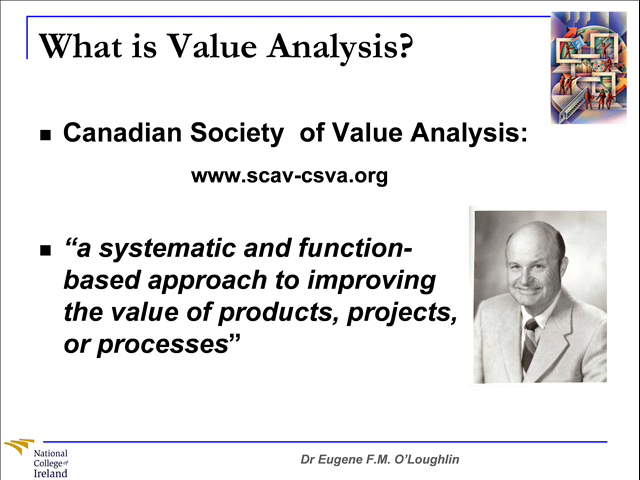 What is Value Analysis?
Canadian Society  of Value Analysis:
www.scav-csva.org
“a systematic and function-
based approach to improving
the value of products, projects,
or processes”
National
College of
Ireland
Dr Eugene F.M. O’Loughlin